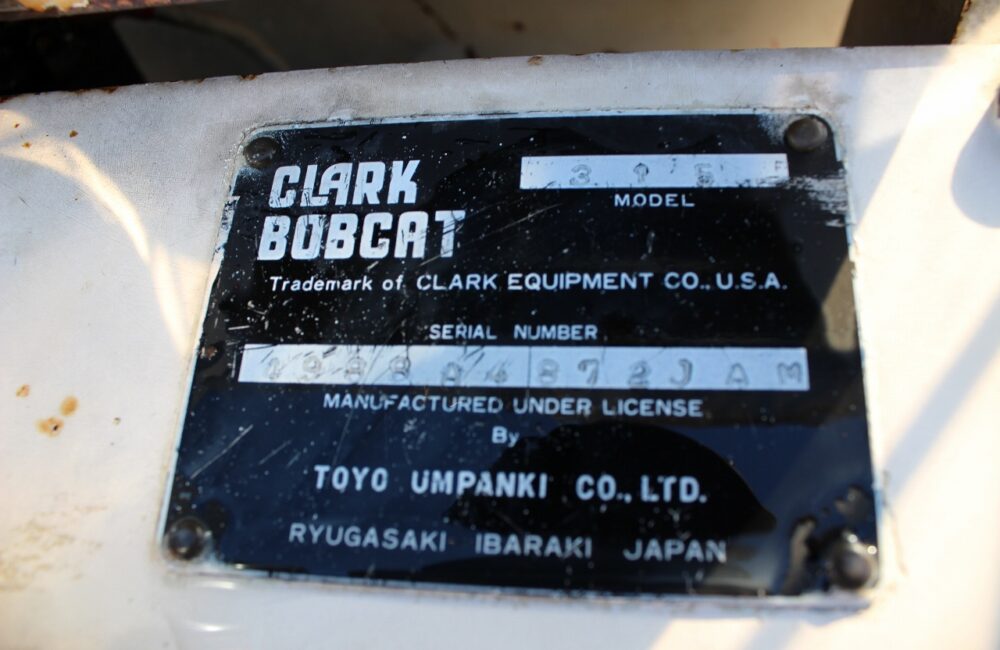 CLARK
BOBCAT
316
MODEL
Trademark of CLARK EQUIPMENT CO., U.S.A.
SERIAL NUMBER
MANUFACTURED UNDER LICENSE
By
TOYO UMPANKI CO., LTD.
RYUGASAKI IBARAKI JAPAN